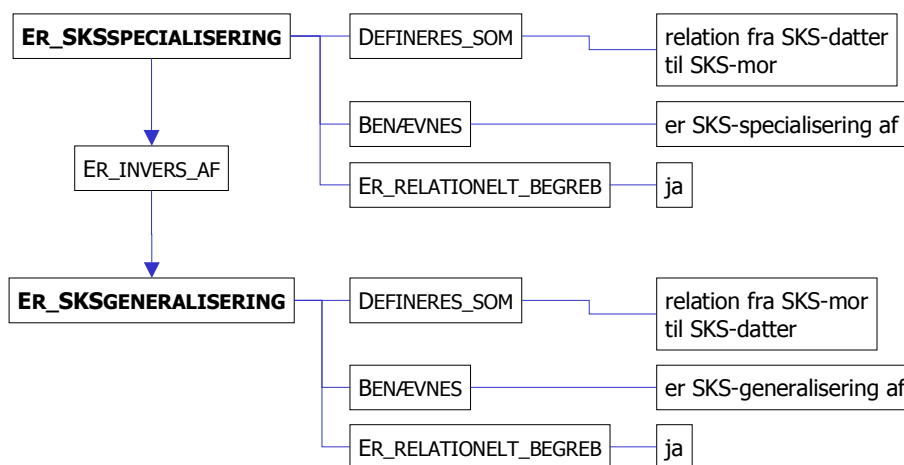 ER_SKSSPECIALISERING
DEFINERES_SOM
relation fra SKS-datter
til SKS-mor
BENÆVNES
er SKS-specialisering af
ER_INVERS_AF
ER_RELATIONELT_BEGREB
ja
ER_SKSGENERALISERING
DEFINERES_SOM
relation fra SKS-mor
til SKS-datter
BENÆVNES
er SKS-generalisering af
ER_RELATIONELT_BEGREB
ja